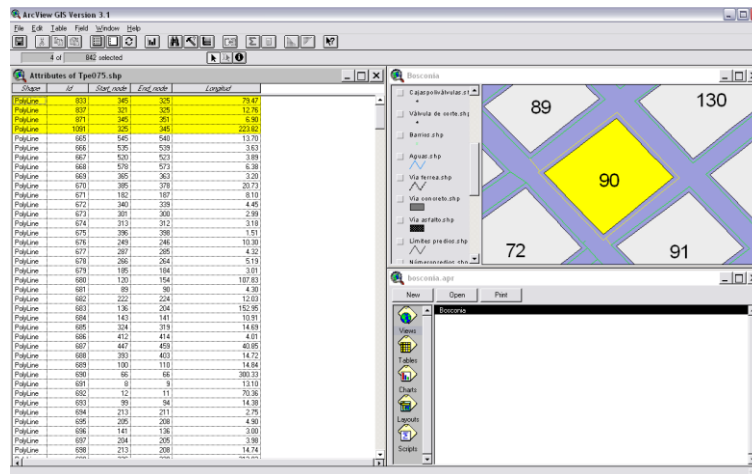 ArcView GIS Version 3.1
File Edit Table Field Window Help
4 of 842 selected
Attributes of Tpe075.shp
Shape Id Start_node End_node Longitud
PolyLine 833 345 325 79.47
PolyLine 837 321 325 12.76
PolyLine 871 345 351 6.90
PolyLine 1091 325 345 223.82
PolyLine 665 545 540 13.70
PolyLine 666 535 539 3.63
PolyLine 667 520 523 3.89
PolyLine 668 578 573 6.38
PolyLine 669 365 363 3.20
PolyLine 670 385 378 20.73
PolyLine 671 182 187 8.10
PolyLine 672 340 339 4.45
PolyLine 673 301 300 2.99
PolyLine 674 313 312 3.18
PolyLine 675 396 398 1.51
PolyLine 676 249 246 10.30
PolyLine 677 287 285 4.32
PolyLine 678 266 264 5.19
PolyLine 679 185 184 3.01
PolyLine 680 120 154 187.83
PolyLine 681 89 90 4.30
PolyLine 682 222 224 12.03
PolyLine 683 136 204 152.95
PolyLine 684 143 141 10.91
PolyLine 685 324 319 14.69
PolyLine 686 412 414 4.01
PolyLine 687 447 459 40.85
PolyLine 688 393 403 14.72
PolyLine 689 100 110 14.84
PolyLine 690 66 66 380.33
PolyLine 691 8 9 13.10
PolyLine 692 12 11 70.36
PolyLine 693 99 94 14.38
PolyLine 694 213 211 2.75
PolyLine 695 205 208 4.90
PolyLine 696 141 136 3.00
PolyLine 697 204 205 3.98
PolyLine 698 213 208 14.74
Bosconia
Cajaspoliválvulas.st
Válvula de corte.shp
Barrios.shp
Aguas.shp
Via terrea.shp
Via concreto.shp
Via asfalto.shp
Limites predios.shp
Númerospredios.shp
89
130
90
72
91
bosconia.apr
New Open Print
Bosconia
Views
Tables
Charts
Layouts
Scripts